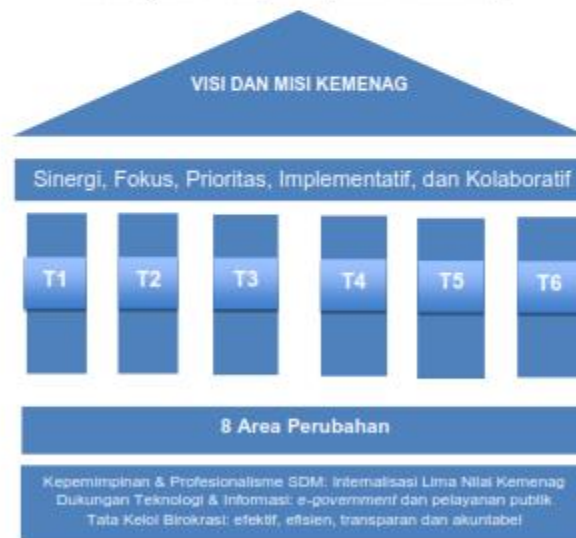 VISI DAN MISI KEMENAG
Sinergi, Fokus, Prioritas, Implementatif, dan Kolaboratif
T1 T2 T3 T4 T5 T6
8 Area Perubahan
Kepemimpinan & Profesionalisme SDM: Internalisasi Lima Nilai Kemenag
Dukungan Teknologi & Informasi: e-government dan pelayanan publik
Tata Kelol Birokrasi: efektif, efisien, transparan dan akuntabel